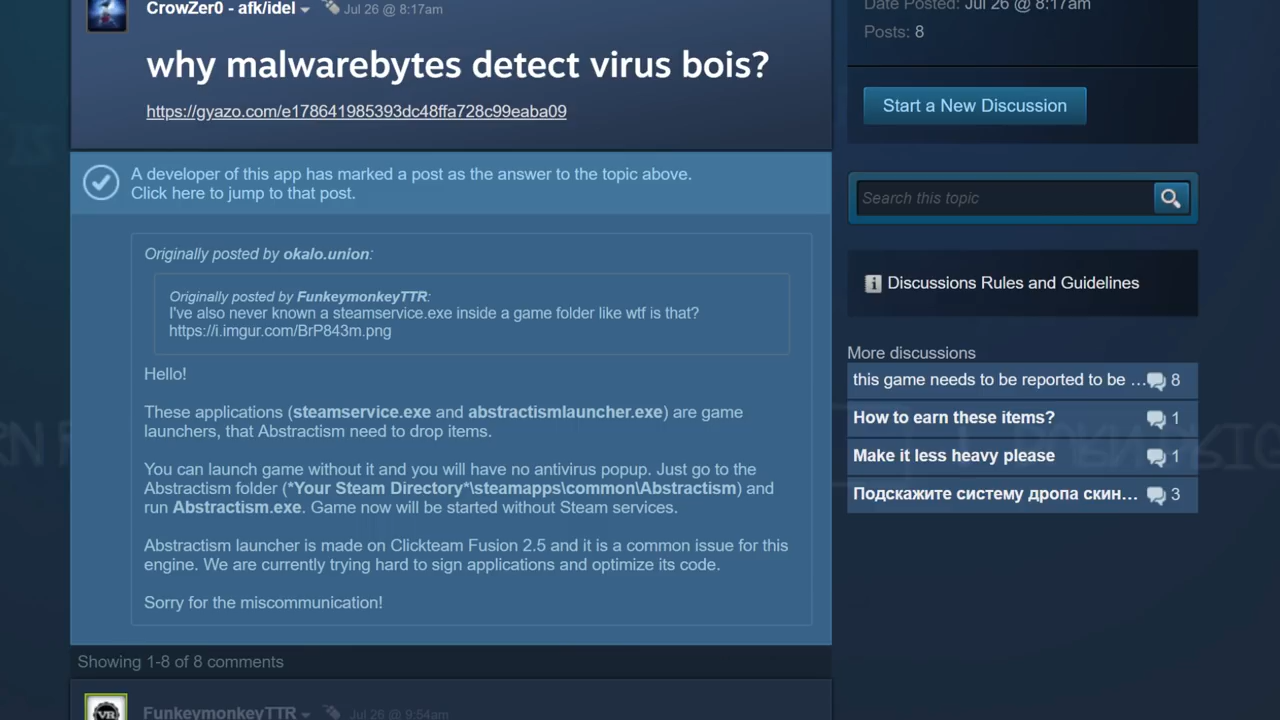 CrowZer0 - afk/idel
Jul 26 @ 8:17am
why malwarebytes detect virus bois?
https://gyazo.com/e178641985393dc48ffa728c99eaba09
A developer of this app has marked a post as the answer to the topic above.
Click here to jump to that post.
Originally posted by okalo.union:
Originally posted by FunkeymonkeyTTR:
I've also never known a steamservice.exe inside a game folder like wtf is that?
https://i.imgur.com/BrP843m.png
Hello!
These applications (steamservice.exe and abstractismlauncher.exe) are game
launchers, that Abstractism need to drop items.
You can launch game without it and you will have no antivirus popup. Just go to the
Abstractism folder (*Your Steam Directory*\steamapps\common\Abstractism) and
run Abstractism.exe. Game now will be started without Steam services.
Abstractism launcher is made on Clickteam Fusion 2.5 and it is a common issue for this
engine. We are currently trying hard to sign applications and optimize its code.
Sorry for the miscommunication!
Showing 1-8 of 8 comments
FunkeymonkeyTTR
Jul 26 @ 9:54am
Date Posted: Jul 26 @ 8:17am
Posts: 8
Start a New Discussion
Search this topic
Discussions Rules and Guidelines
More discussions
this game needs to be reported to be ... 8
How to earn these items? 1
Make it less heavy please 1
Подскажите систему дропа скин... 3